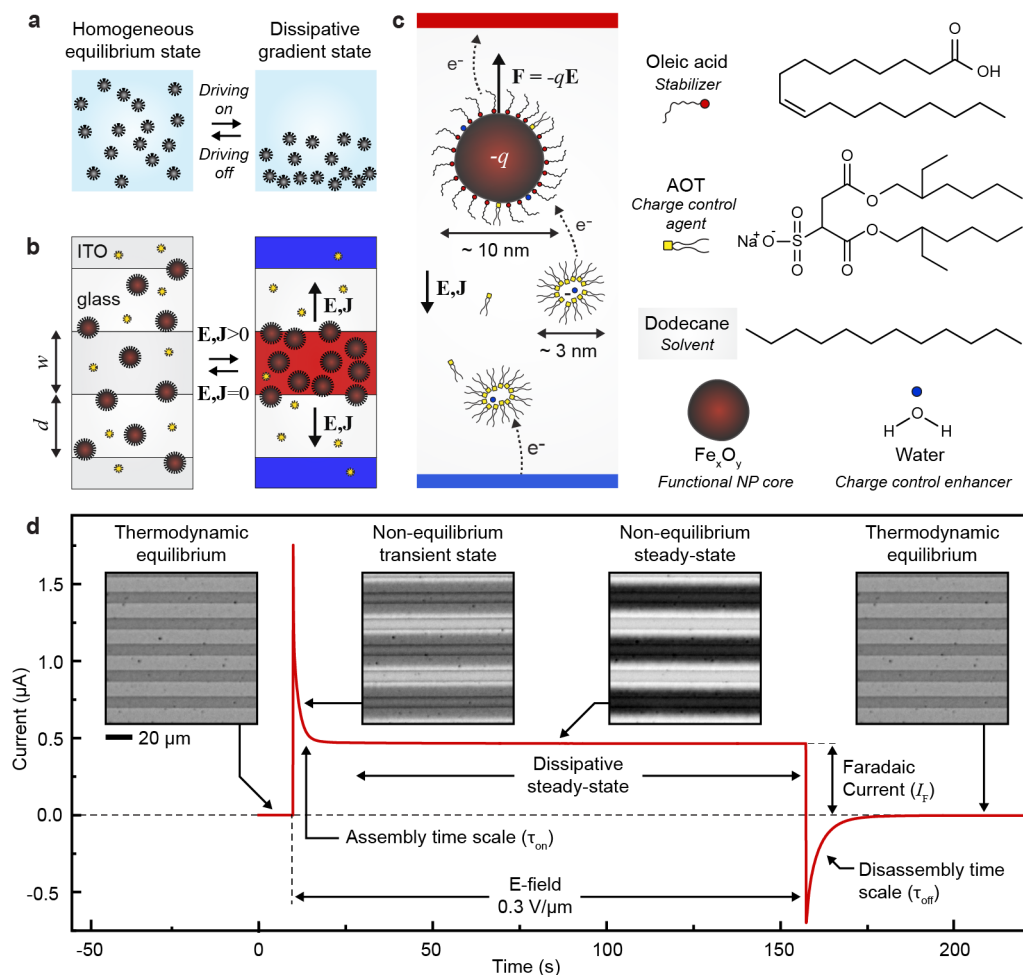 a
Homogeneous
equilibrium state
Dissipative
gradient state
Driving
on
Driving
off
b
ITO
glass
w
d
E,J>0
E,J=0
E,J
E,J
c
e-
F = -qE
-q
~ 10 nm
E,J
e-
-
~ 3 nm
e-
Oleic acid
Stabilizer
O
OH
AOT
Charge control
agent
O
O
O
Na+
-O
S
O
O
O
O
Dodecane
Solvent
FexOy
Functional NP core
O
H
H
Water
Charge control enhancer
d
Thermodynamic
equilibrium
Non-equilibrium
transient state
Non-equilibrium
steady-state
Thermodynamic
equilibrium
20 μm
Dissipative
steady-state
Faradaic
Current (IF)
Assembly time scale (τon)
Disassembly time
scale (τoff)
E-field
0.3 V/μm
Current (μA)
1.5
1.0
0.5
0.0
-0.5
-50
0
50
100
150
200
Time (s)